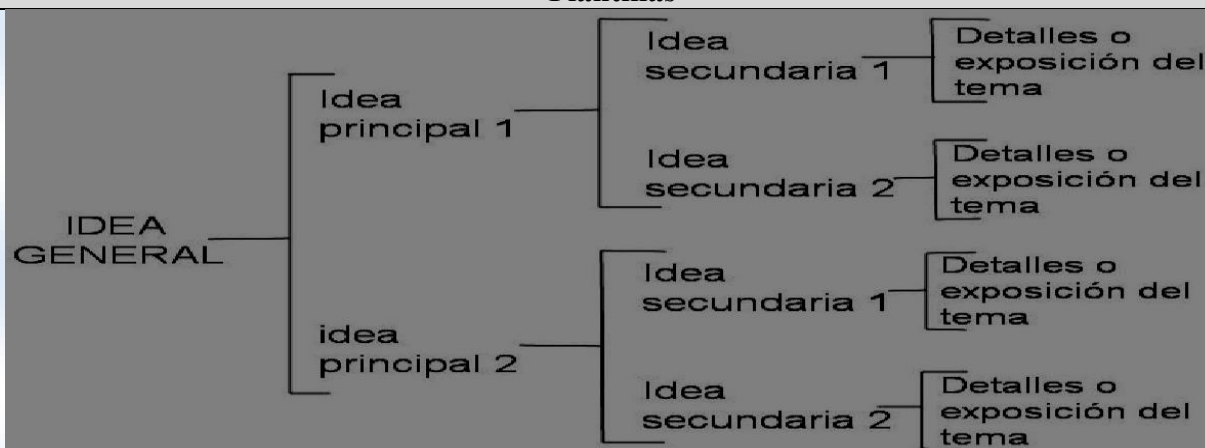 IDEA
GENERAL
Idea
principal 1
Idea
secundaria 1
Detalles o
exposición del
tema
Idea
secundaria 2
Detalles o
exposición del
tema
idea
principal 2
Idea
secundaria 1
Detalles o
exposición del
tema
Idea
secundaria 2
Detalles o
exposición del
tema